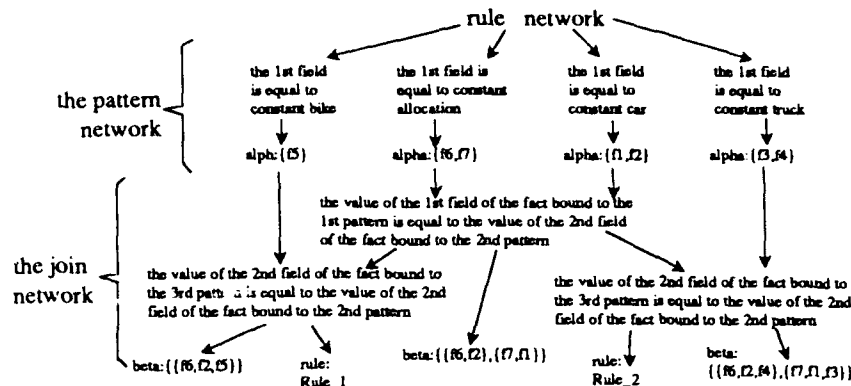 rule network
the pattern
network
the 1st field
is equal to
constant bike
the 1st field is
equal to constant
allocation
the 1st field
is equal to
constant car
the 1st field
is equal to
constant truck
alph:{f5}
alpha:{f6,f7}
alpha:{f1,f2}
alpha:{f3,f4}
the join
network
the value of the 1st field of the fact bound to the
1st pattern is equal to the value of the 2nd field
of the fact bound to the 2nd pattern
the value of the 2nd field of the fact bound to
the 3rd is equal to the value of the 2nd
field of the fact bound to the 2nd pattern
the value of the 2nd field of the fact bound to
the 3rd pattern is equal to the value of the 2nd
field of the fact bound to the 2nd pattern
beta:{{f6,f2,f5}}
rule:
Rule_1
beta:{{f6,f2},{f7,f1}}
rule:
Rule_2
beta:
{{f6,f2,f4},{f7,f1,f3}}